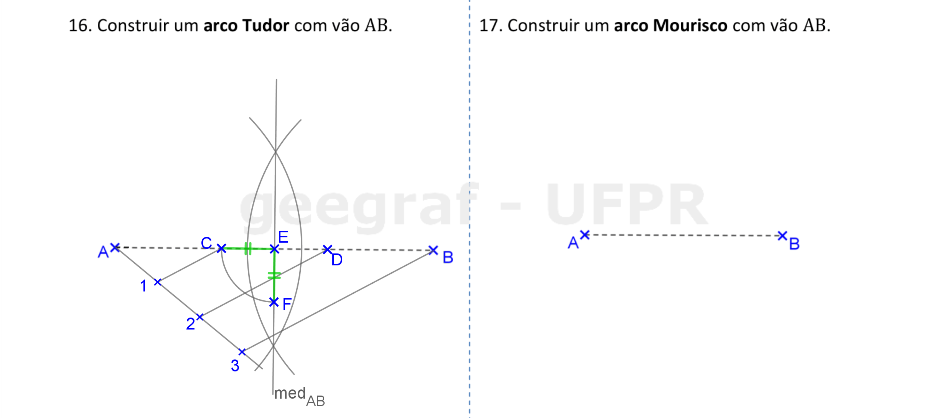 16. Construir um arco Tudor com vão AB.
17. Construir um arco Mourisco com vão AB.
geegraf - UFPR
A
C
E
D
B
1
F
2
3
med AB
A
B